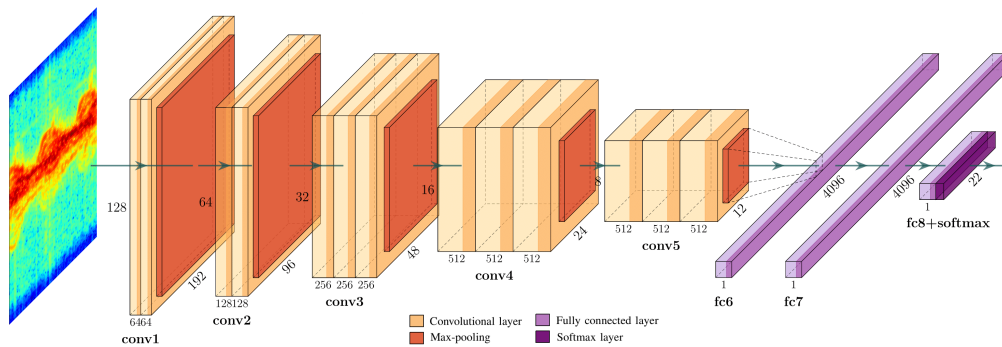 128
6464
conv1
192
64
128128
conv2
96
32
256 256 256
conv3
48
16
512 512 512
conv4
24
8
512 512 512
conv5
12
1
fc6
4096
1
fc7
4096
1
fc8+softmax
22
Convolutional layer
Max-pooling
Fully connected layer
Softmax layer